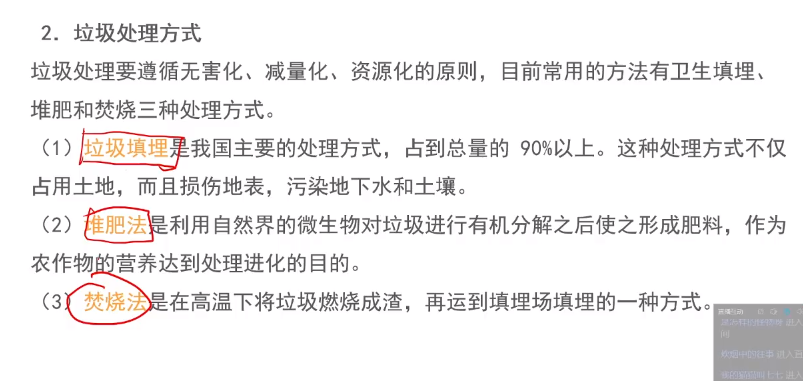 2. 垃圾处理方式
垃圾处理要遵循无害化、减量化、资源化的原则，目前常用的方法有卫生填埋、
堆肥和焚烧三种处理方式。
（1）垃圾填埋是我国主要的处理方式，占到总量的 90%以上。这种处理方式不仅
占用土地，而且损伤地表，污染地下水和土壤。
（2）堆肥法是利用自然界的微生物对垃圾进行有机分解之后使之形成肥料，作为
农作物的营养达到处理进化的目的。
（3）焚烧法是在高温下将垃圾燃烧成渣，再运到填埋场填埋的一种方式。
进入
间
进入直
进入